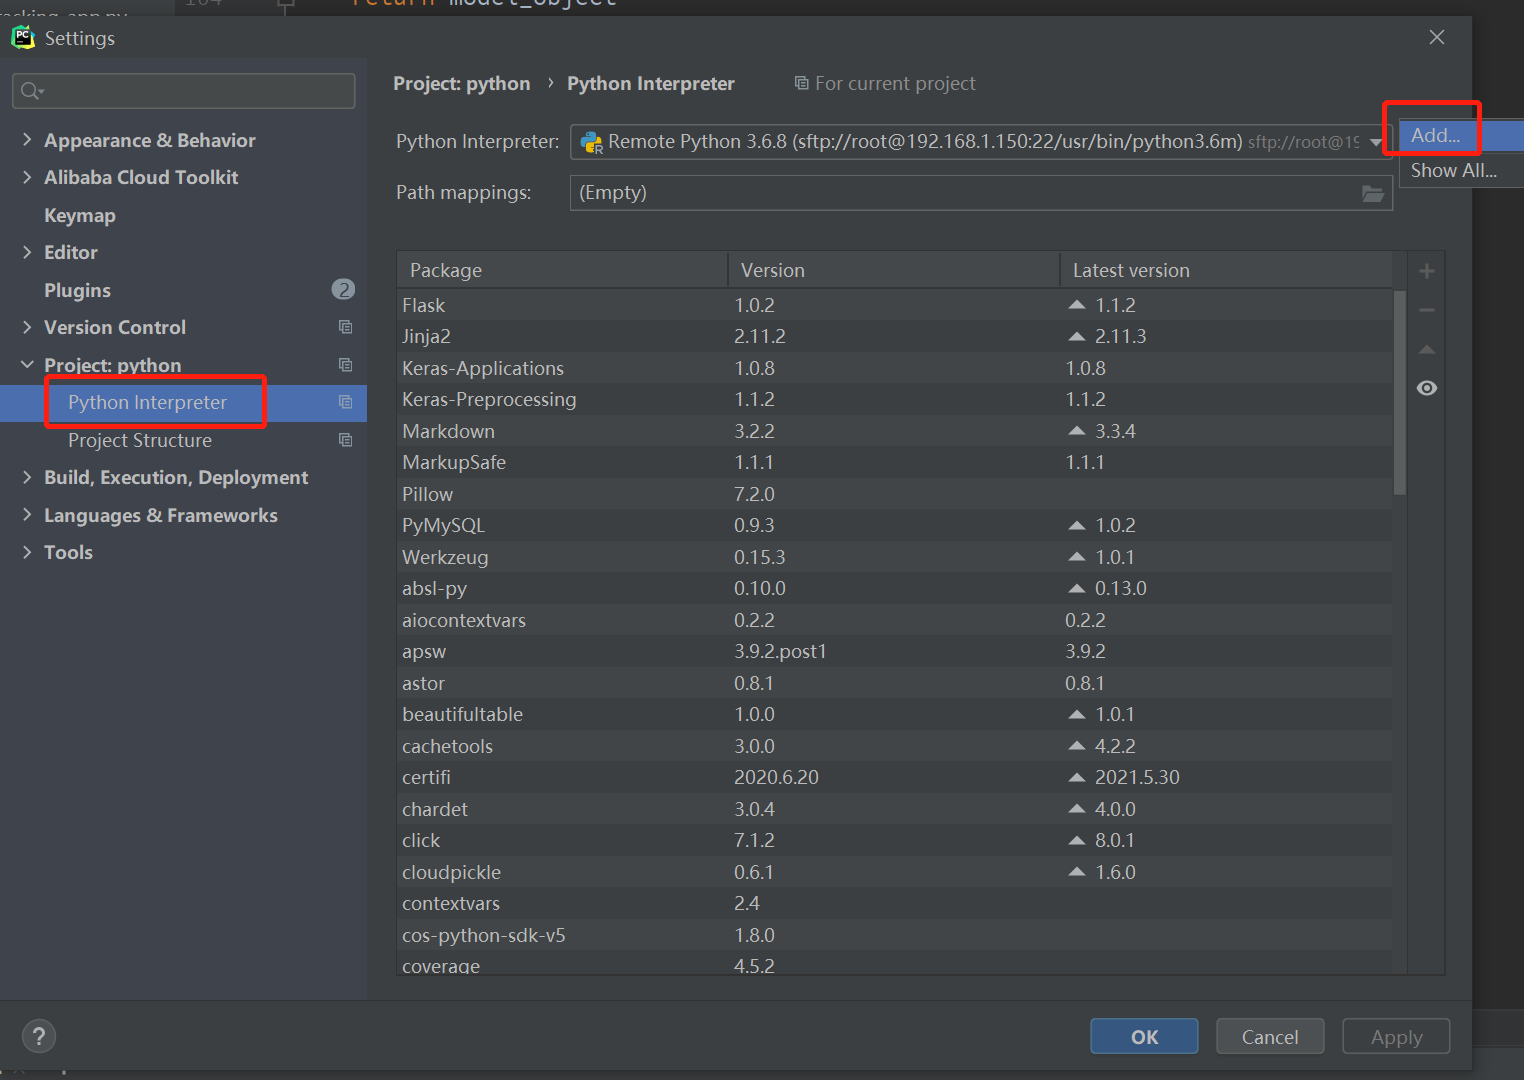 104 return model_object
Settings
Project: python › Python Interpreter For current project
Python Interpreter: Remote Python 3.6.8 (sftp://root@192.168.1.150:22/usr/bin/python3.6m) sftp://root@19
Add...
Show All...
Path mappings: (Empty)
Appearance & Behavior
Alibaba Cloud Toolkit
Keymap
Editor
Plugins 2
Version Control
Project: python
Python Interpreter
Project Structure
Build, Execution, Deployment
Languages & Frameworks
Tools
Package Version Latest version
Flask 1.0.2 1.1.2
Jinja2 2.11.2 2.11.3
Keras-Applications 1.0.8 1.0.8
Keras-Preprocessing 1.1.2 1.1.2
Markdown 3.2.2 3.3.4
MarkupSafe 1.1.1 1.1.1
Pillow 7.2.0
PyMySQL 0.9.3 1.0.2
Werkzeug 0.15.3 1.0.1
absl-py 0.10.0 0.13.0
aiocontextvars 0.2.2 0.2.2
apsw 3.9.2.post1 3.9.2
astor 0.8.1 0.8.1
beautifultable 1.0.0 1.0.1
cachetools 3.0.0 4.2.2
certifi 2020.6.20 2021.5.30
chardet 3.0.4 4.0.0
click 7.1.2 8.0.1
cloudpickle 0.6.1 1.6.0
contextvars 2.4
cos-python-sdk-v5 1.8.0
coverage 4.5.2
?
OK Cancel Apply